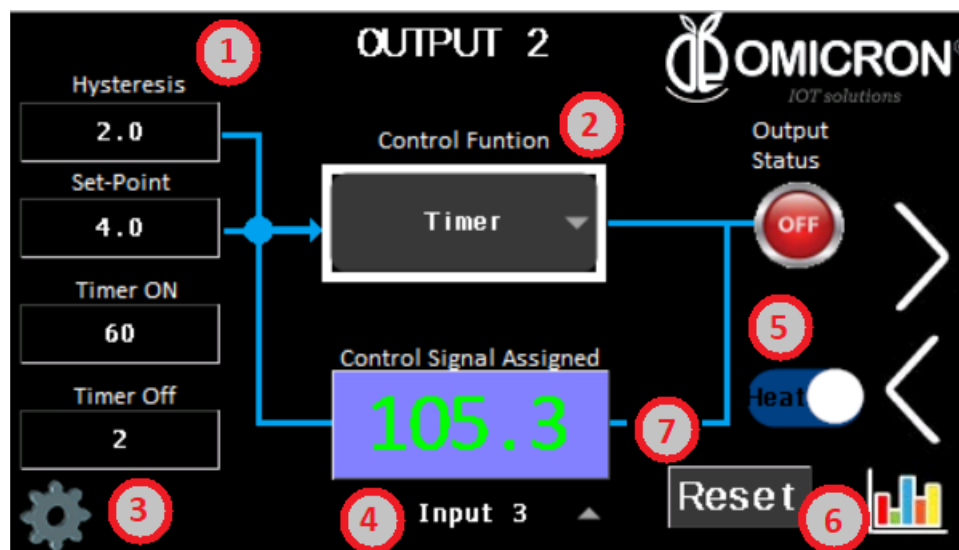 OUTPUT 2
OMICRON
IOT solutions
1
Hysteresis
2.0
Set-Point
4.0
Timer ON
60
Timer Off
2
3
Control Funtion
2
Timer
Control Signal Assigned
105.3
4
Input 3
Output
Status
OFF
5
Heat
7
Reset
6